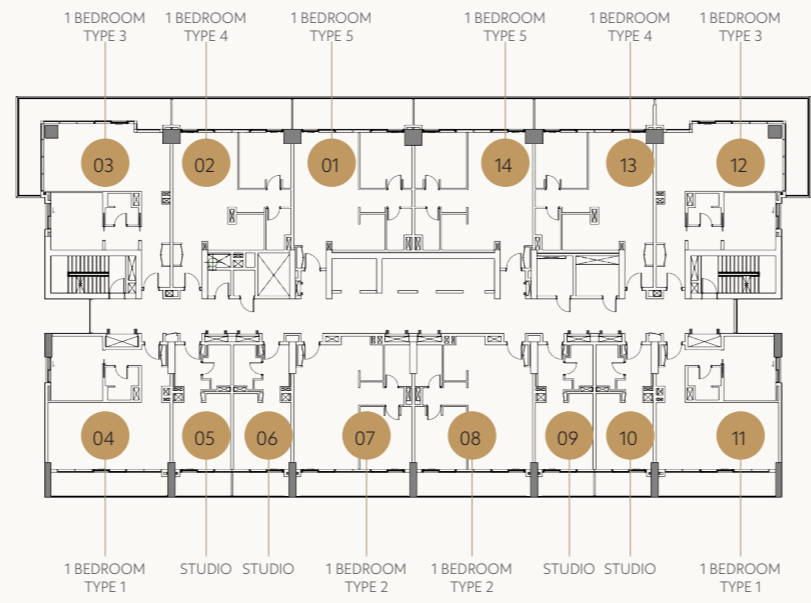 1 BEDROOM
TYPE 3
1 BEDROOM
TYPE 4
1 BEDROOM
TYPE 5
1 BEDROOM
TYPE 5
1 BEDROOM
TYPE 4
1 BEDROOM
TYPE 3
03
02
01
14
13
12
04
05
06
07
08
09
10
11
1 BEDROOM
TYPE 1
STUDIO
STUDIO
1 BEDROOM
TYPE 2
1 BEDROOM
TYPE 2
STUDIO
STUDIO
1 BEDROOM
TYPE 1